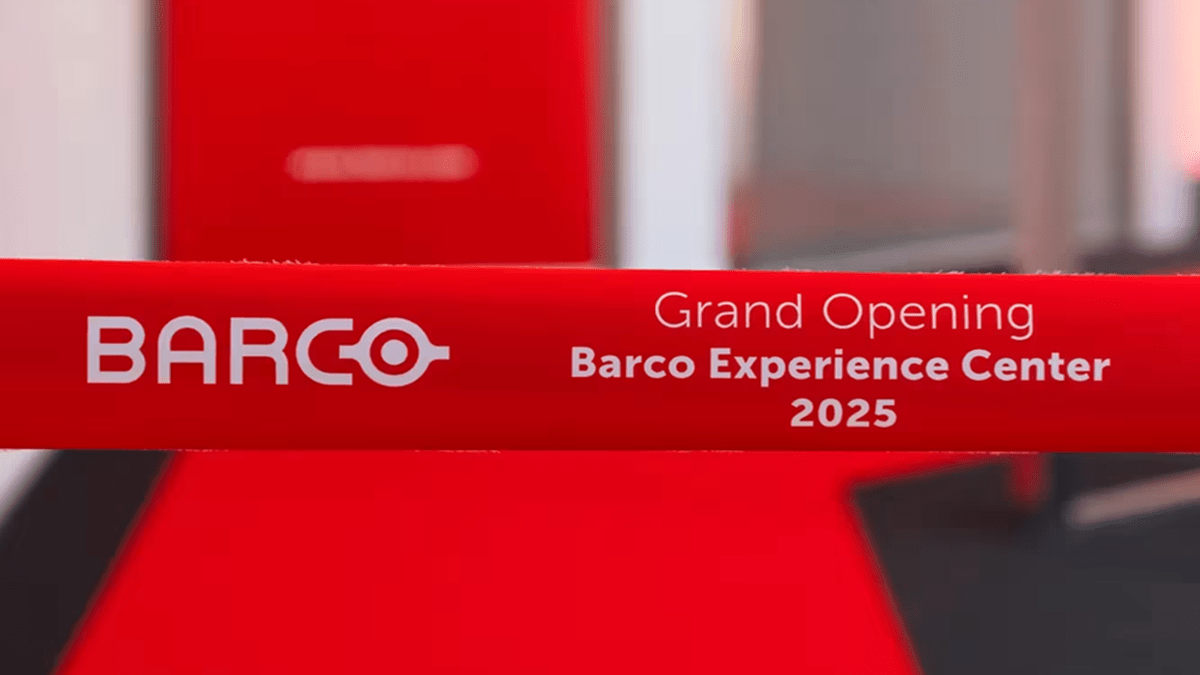 BARCO
Grand Opening
Barco Experience Center
2025